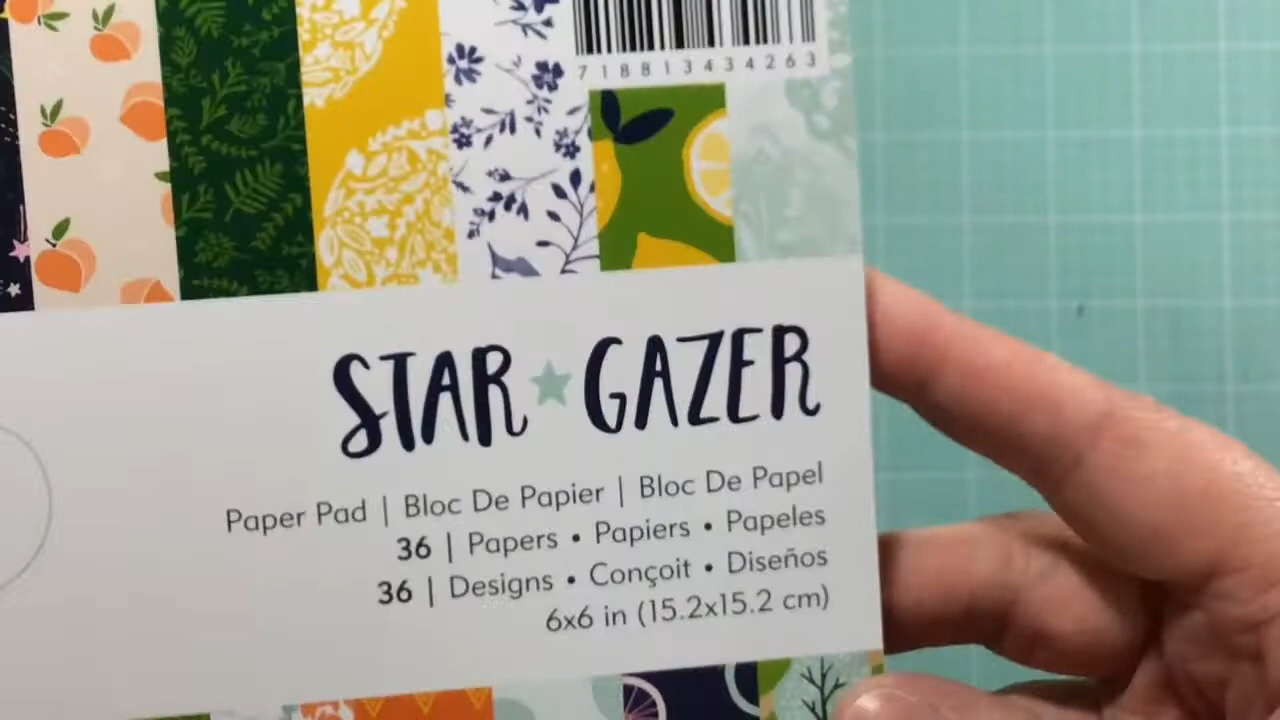 7 18813 43426 3
STAR GAZER
Paper Pad | Bloc De Papier | Bloc De Papel
36 | Papers • Papiers • Papeles
36 | Designs • Conçoit • Diseños
6x6 in (15.2x15.2 cm)